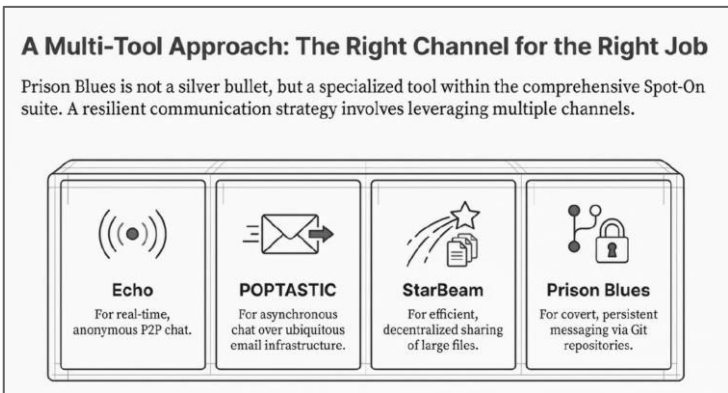 A Multi-Tool Approach: The Right Channel for the Right Job
Prison Blues is not a silver bullet, but a specialized tool within the comprehensive Spot-On
suite. A resilient communication strategy involves leveraging multiple channels.
Echo
For real-time,
anonymous P2P chat.
POPTASTIC
For asynchronous
chat over ubiquitous
email infrastructure.
StarBeam
For efficient,
decentralized sharing
of large files.
Prison Blues
For covert, persistent
messaging via Git
repositories.